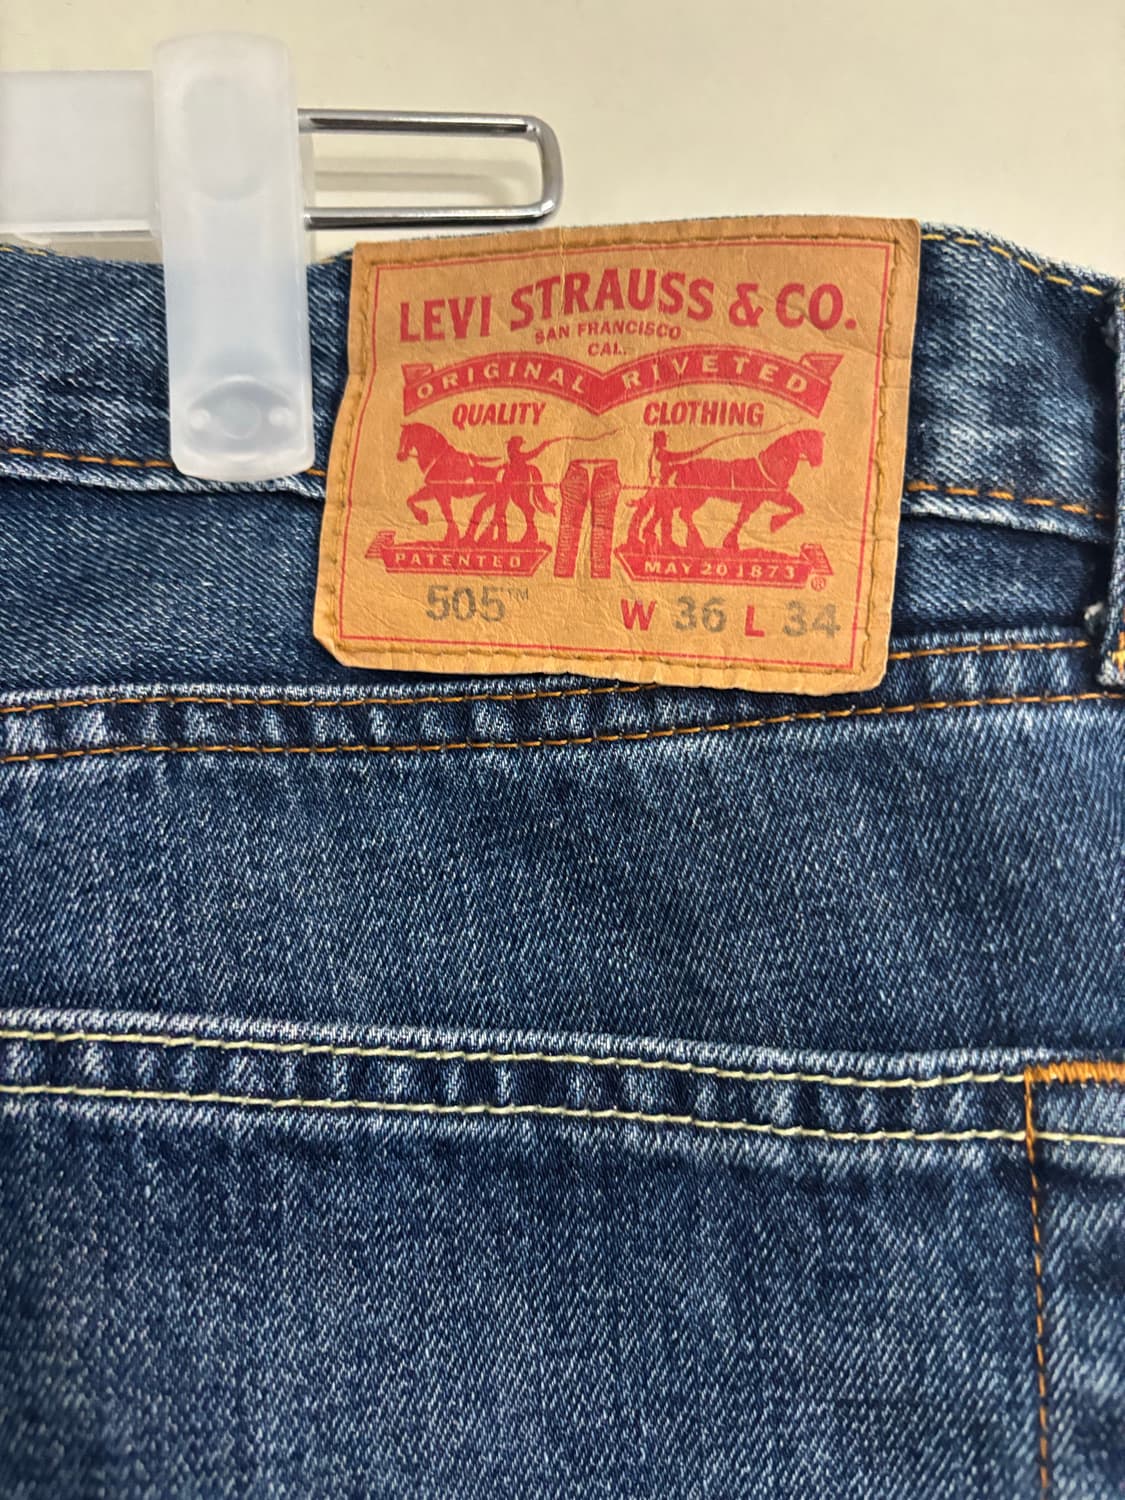 LEVI STRAUSS & CO.
SAN FRANCISCO
CAL.
ORIGINAL RIVETED
QUALITY CLOTHING
PATENTED MAY 20 1873 ®
505™ W 36 L 34